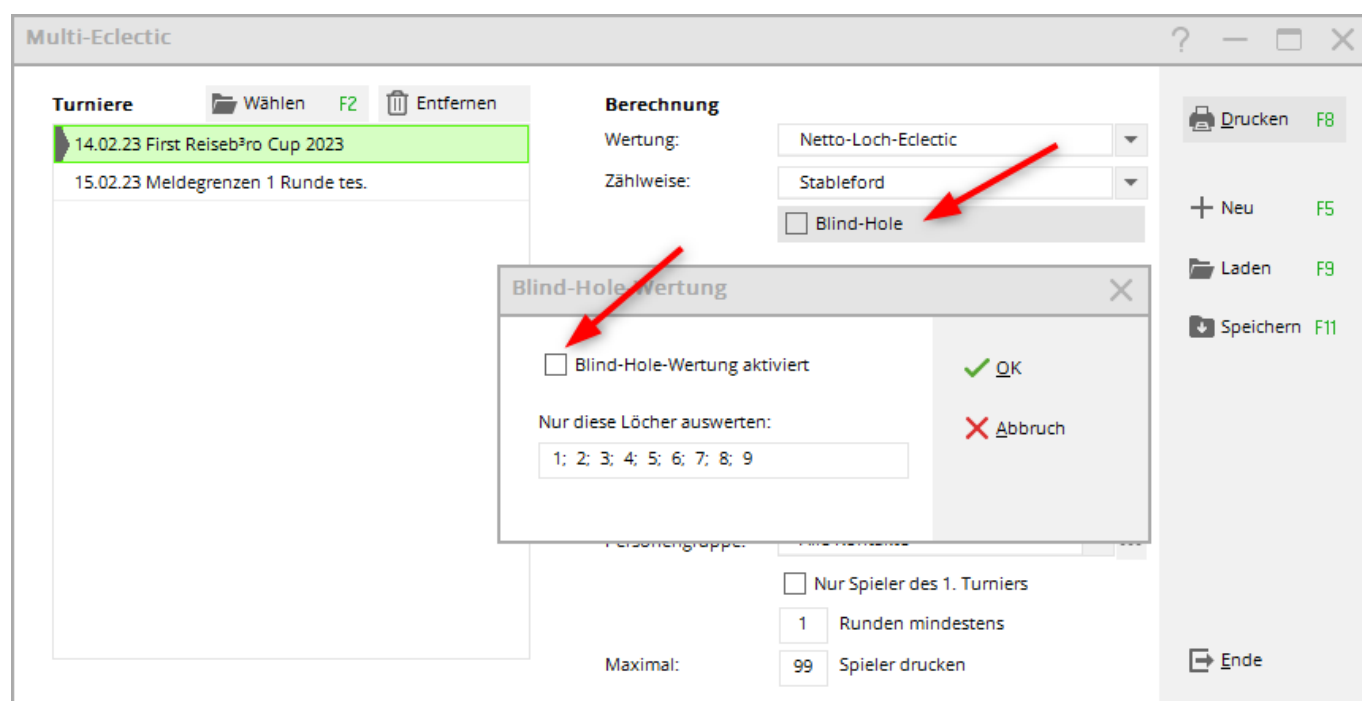 Multi-Eclectic
?
Turniere
Wählen F2
Entfernen
14.02.23 First Reiseb³ro Cup 2023
15.02.23 Meldegrenzen 1 Runde tes.
Berechnung
Wertung: Netto-Loch-Eclectic
Zählweise: Stableford
Blind-Hole
Blind-Hole-Wertung
Blind-Hole-Wertung aktiviert
Nur diese Löcher auswerten:
1; 2; 3; 4; 5; 6; 7; 8; 9
OK
Abbruch
Personengruppe: Alle Kontakte
Nur Spieler des 1. Turniers
1 Runden mindestens
Maximal: 99 Spieler drucken
Drucken F8
Neu F5
Laden F9
Speichern F11
Ende